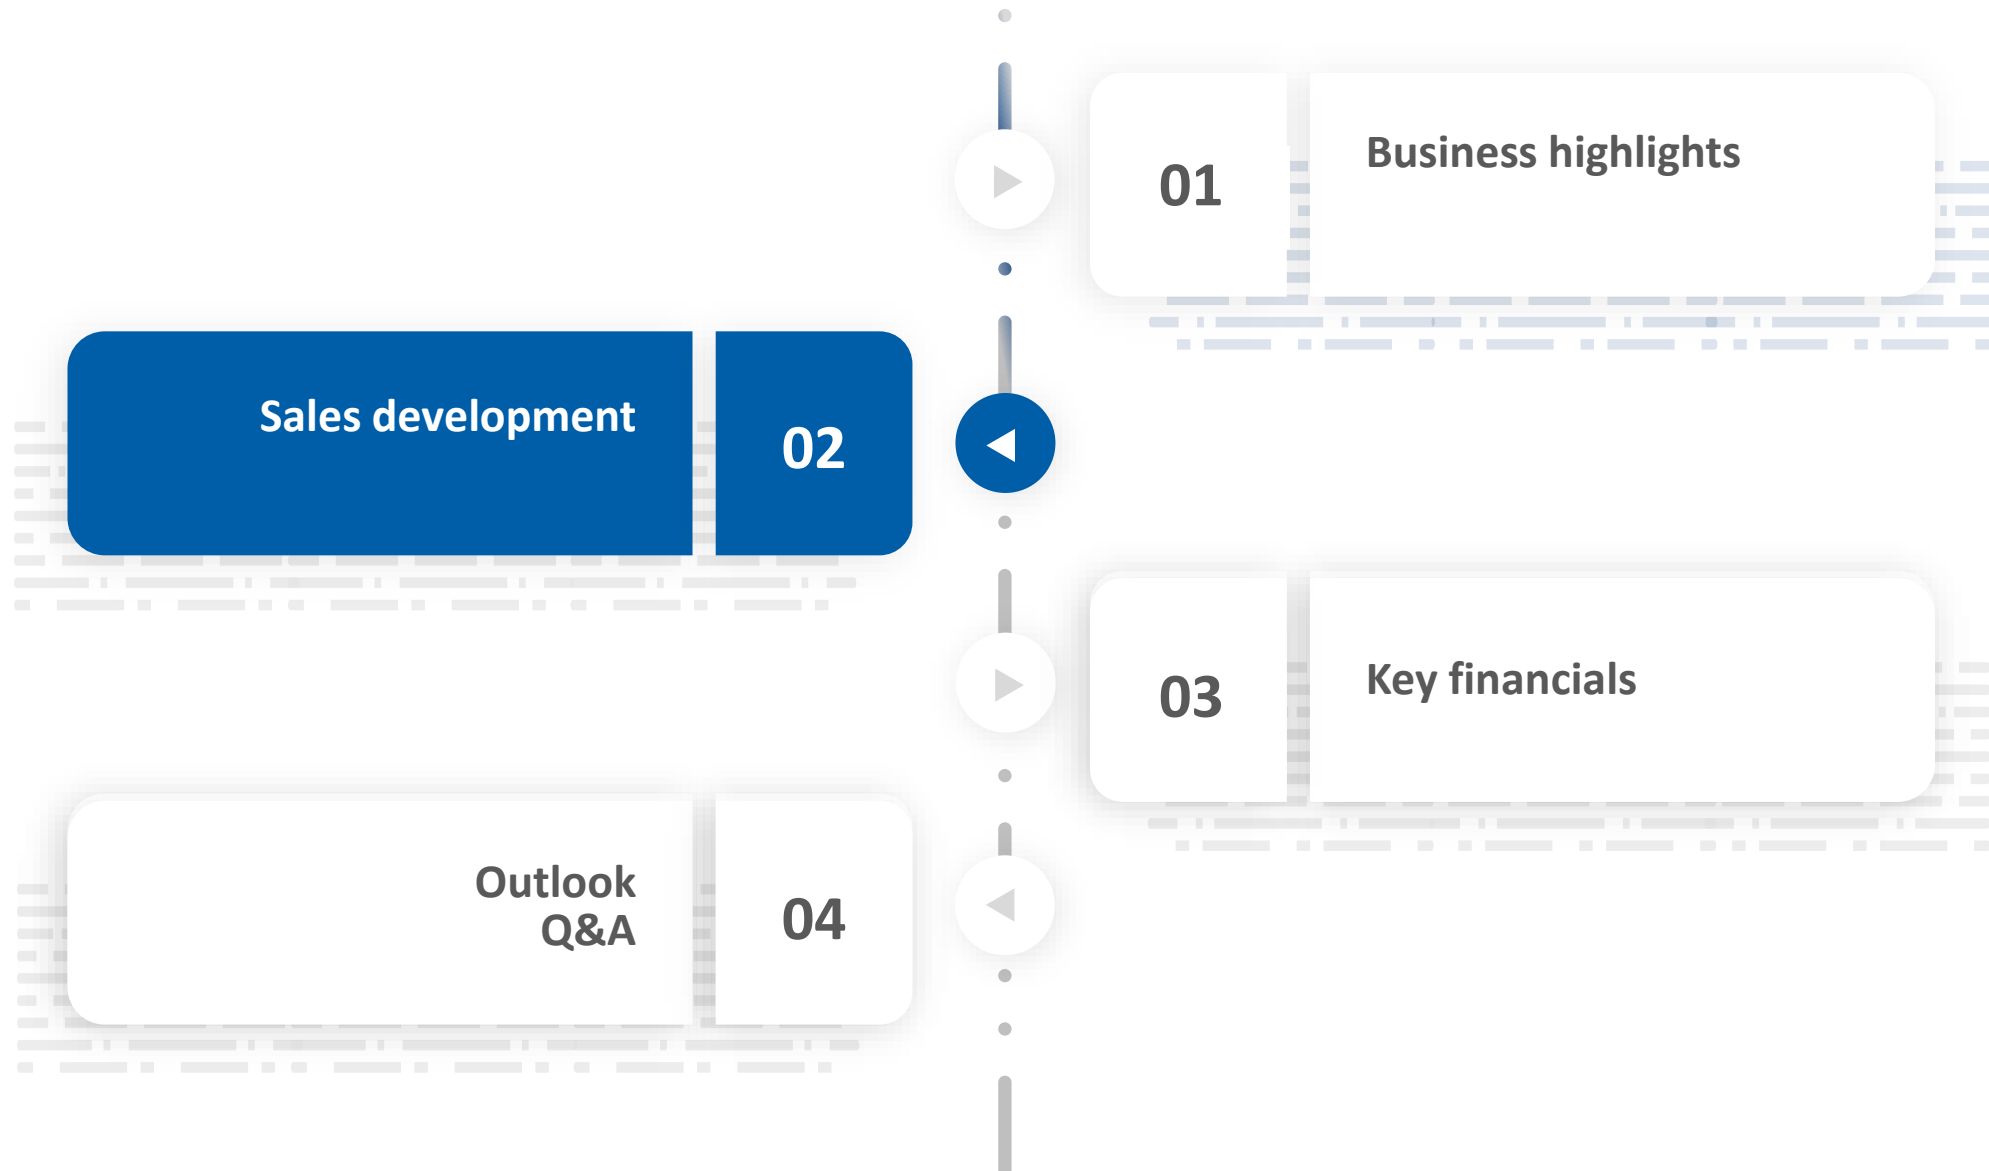 01
Business highlights
Sales development
02
03
Key financials
Outlook
Q&A
04